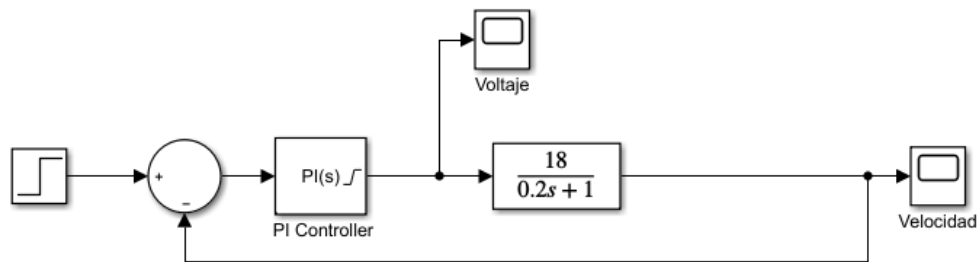 Voltaje
+
−
PI(s)
PI Controller
18
0.2s + 1
Velocidad